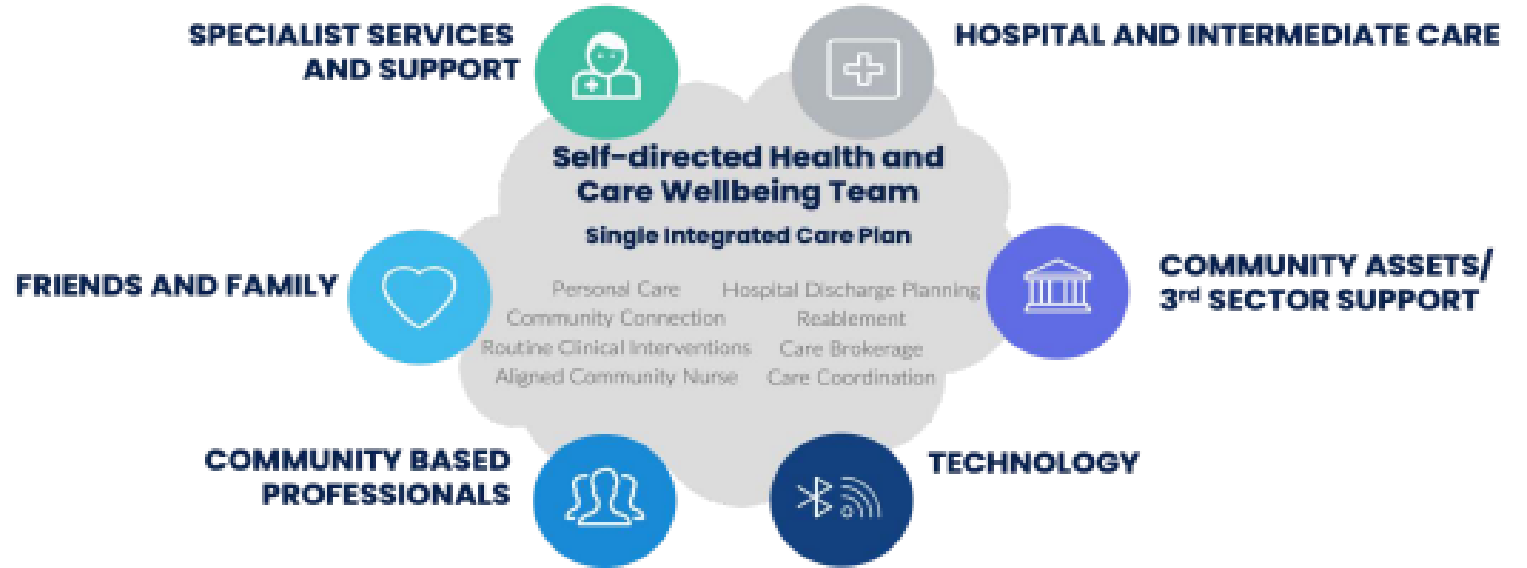 SPECIALIST SERVICES
AND SUPPORT
HOSPITAL AND INTERMEDIATE CARE
Self-directed Health and
Care Wellbeing Team
Single Integrated Care Plan
FRIENDS AND FAMILY
COMMUNITY ASSETS/
3rd SECTOR SUPPORT
Personal Care
Community Connection
Routine Clinical Interventions
Aligned Community Nurse
Hospital Discharge Planning
Reablement
Care Brokerage
Care Coordination
COMMUNITY BASED
PROFESSIONALS
TECHNOLOGY